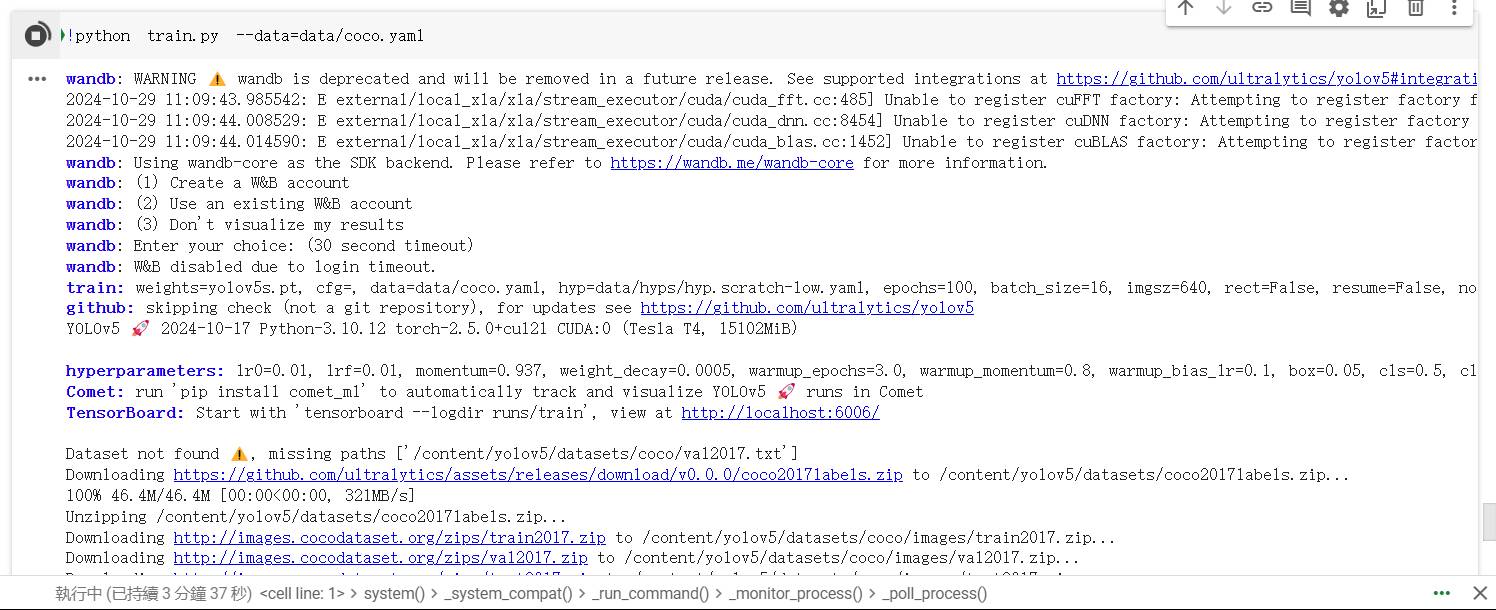 !python train.py --data=data/coco.yaml
wandb: WARNING ⚠️ wandb is deprecated and will be removed in a future release. See supported integrations at https://github.com/ultralytics/yolov5#integrati
2024-10-29 11:09:43.985542: E external/local_xla/xla/stream_executor/cuda/cuda_fft.cc:485] Unable to register cuFFT factory: Attempting to register factory f
2024-10-29 11:09:44.008529: E external/local_xla/xla/stream_executor/cuda/cuda_dnn.cc:8454] Unable to register cuDNN factory: Attempting to register factory
2024-10-29 11:09:44.014590: E external/local_xla/xla/stream_executor/cuda/cuda_blas.cc:1452] Unable to register cuBLAS factory: Attempting to register factor
wandb: Using wandb-core as the SDK backend. Please refer to https://wandb.me/wandb-core for more information.
wandb: (1) Create a W&B account
wandb: (2) Use an existing W&B account
wandb: (3) Don't visualize my results
wandb: Enter your choice: (30 second timeout)
wandb: W&B disabled due to login timeout.
train: weights=yolov5s.pt, cfg=, data=data/coco.yaml, hyp=data/hyps/hyp.scratch-low.yaml, epochs=100, batch_size=16, imgsz=640, rect=False, resume=False, no
github: skipping check (not a git repository), for updates see https://github.com/ultralytics/yolov5
YOLOv5 🚀 2024-10-17 Python-3.10.12 torch-2.5.0+cu121 CUDA:0 (Tesla T4, 15102MiB)
hyperparameters: lr0=0.01, lrf=0.01, momentum=0.937, weight_decay=0.0005, warmup_epochs=3.0, warmup_momentum=0.8, warmup_bias_lr=0.1, box=0.05, cls=0.5, cl
Comet: run 'pip install comet_ml' to automatically track and visualize YOLOv5 🚀 runs in Comet
TensorBoard: Start with 'tensorboard --logdir runs/train', view at http://localhost:6006/
Dataset not found ⚠️, missing paths ['/content/yolov5/datasets/coco/val2017.txt']
Downloading https://github.com/ultralytics/assets/releases/download/v0.0.0/coco2017labels.zip to /content/yolov5/datasets/coco2017labels.zip...
100% 46.4M/46.4M [00:00<00:00, 321MB/s]
Unzipping /content/yolov5/datasets/coco2017labels.zip...
Downloading http://images.cocodataset.org/zips/train2017.zip to /content/yolov5/datasets/coco/images/train2017.zip...
Downloading http://images.cocodataset.org/zips/val2017.zip to /content/yolov5/datasets/coco/images/val2017.zip...
執行中 (已持續 3 分鐘 37 秒) <cell line: 1> > system() > _system_compat() > _run_command() > _monitor_process() > _poll_process()